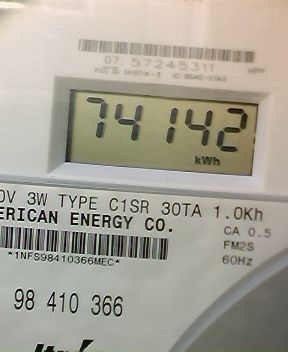 07 57245311
74142
kWh
0V 3W TYPE C1SR 30TA 1.0Kh
ERICAN ENERGY CO.
CA 0.5
FM2S
*1NFS98410366MEC*
60Hz
98 410 366